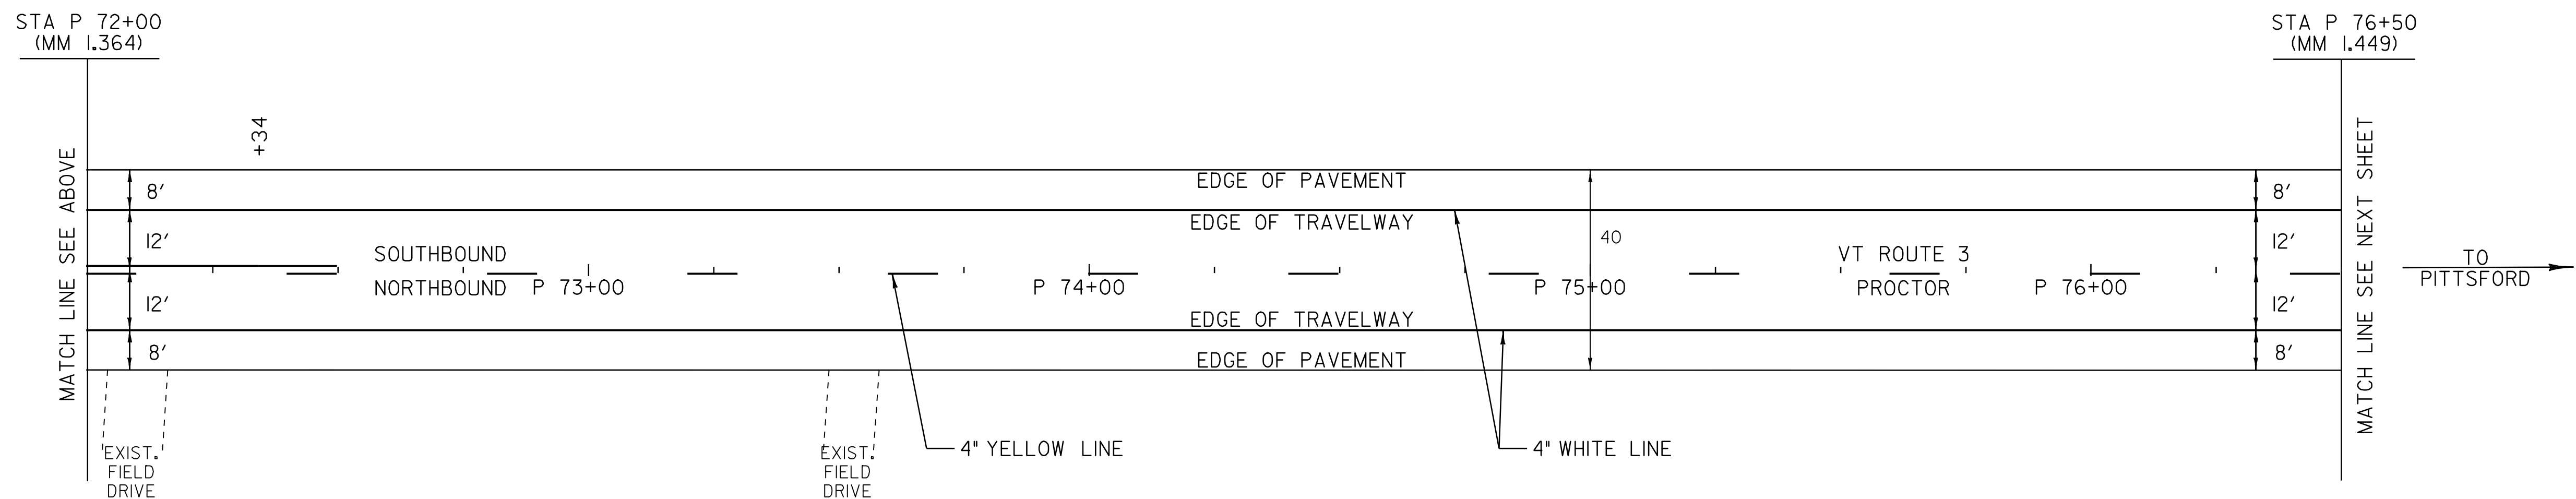 STA P 72+00
(MM 1.364)
STA P 76+50
(MM 1.449)
+34
MATCH LINE SEE ABOVE
8'
12'
12'
8'
EDGE OF PAVEMENT
EDGE OF TRAVELWAY
SOUTHBOUND
NORTHBOUND
P 73+00
P 74+00
P 75+00
P 76+00
40
VT ROUTE 3
PROCTOR
EDGE OF TRAVELWAY
EDGE OF PAVEMENT
8'
12'
12'
8'
MATCH LINE SEE NEXT SHEET
TO
PITTSFORD
EXIST.
FIELD
DRIVE
EXIST.
FIELD
DRIVE
4" YELLOW LINE
4" WHITE LINE